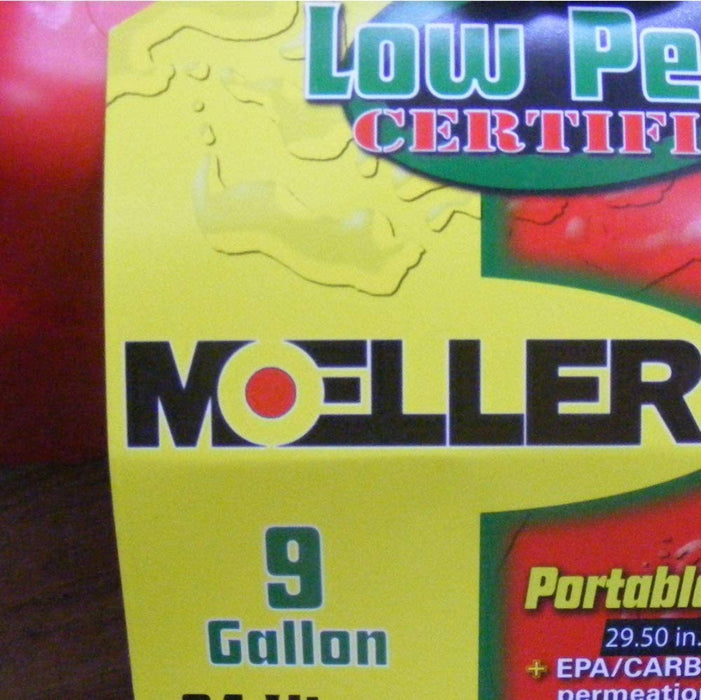 Low Pe
CERTIFI
MOELLER
9
Gallon
Portable
29.50 in.
+ EPA/CARB
permeation